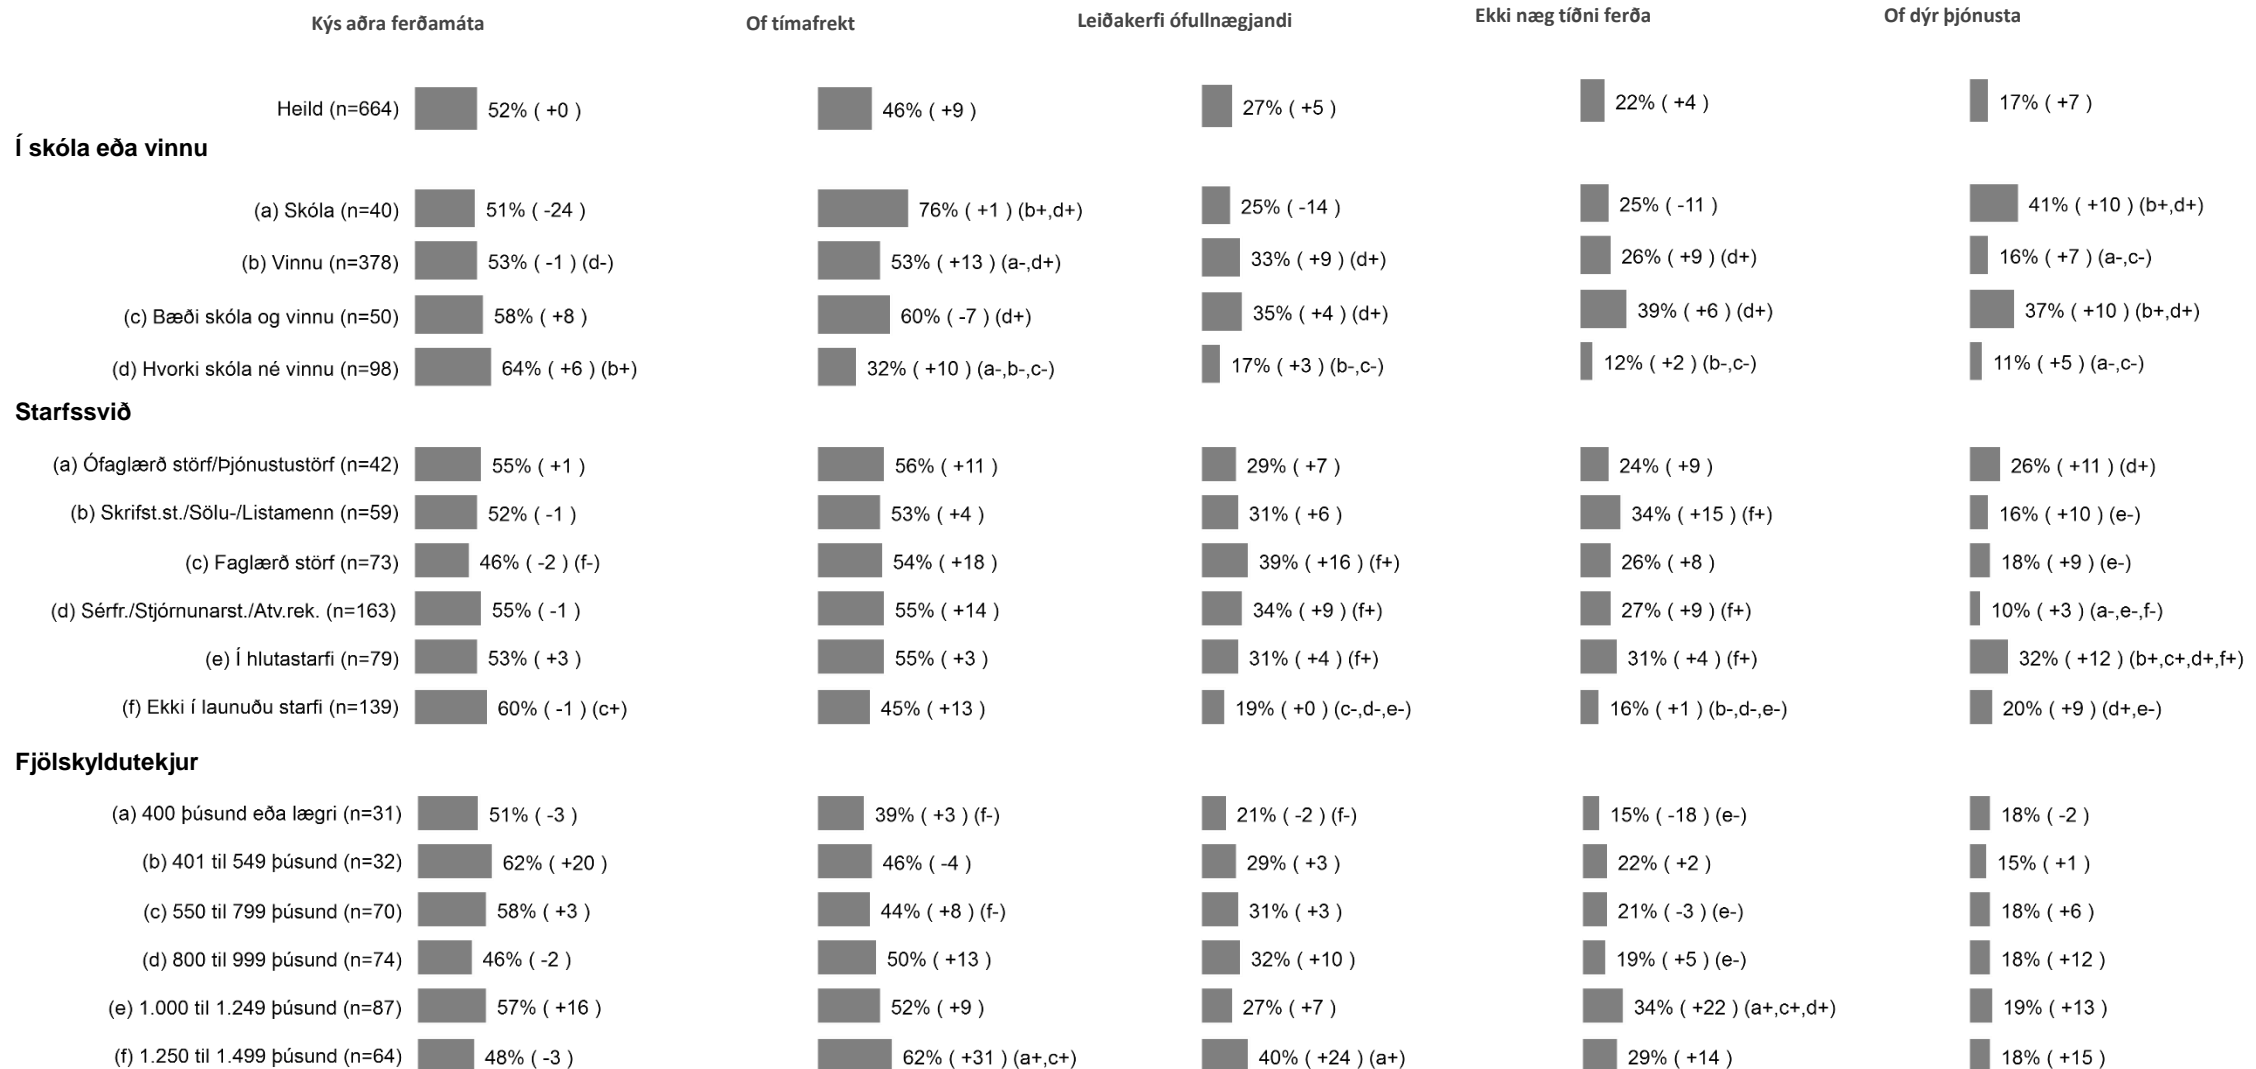 Kýs aðra ferðamáta Of tímafrekt Leiðakerfi ófullnægjandi Ekki næg tíðni ferða Of dýr þjónusta
Heild (n=664) 52% ( +0 ) 46% ( +9 ) 27% ( +5 ) 22% ( +4 ) 17% ( +7 )
Í skóla eða vinnu
(a) Skóla (n=40) 51% ( -24 ) 76% ( +1 ) (b+,d+) 25% ( -14 ) 25% ( -11 ) 41% ( +10 ) (b+,d+)
(b) Vinnu (n=378) 53% ( -1 ) (d-) 53% ( +13 ) (a-,d+) 33% ( +9 ) (d+) 26% ( +9 ) (d+) 16% ( +7 ) (a-,c-)
(c) Bæði skóla og vinnu (n=50) 58% ( +8 ) 60% ( -7 ) (d+) 35% ( +4 ) (d+) 39% ( +6 ) (d+) 37% ( +10 ) (b+,d+)
(d) Hvorki skóla né vinnu (n=98) 64% ( +6 ) (b+) 32% ( +10 ) (a-,b-,c-) 17% ( +3 ) (b-,c-) 12% ( +2 ) (b-,c-) 11% ( +5 ) (a-,c-)
Starfssvið
(a) Ófaglærð störf/Þjónustustörf (n=42) 55% ( +1 ) 56% ( +11 ) 29% ( +7 ) 24% ( +9 ) 26% ( +11 ) (d+)
(b) Skrifst.st./Sölu-/Listamenn (n=59) 52% ( -1 ) 53% ( +4 ) 31% ( +6 ) 34% ( +15 ) (f+) 16% ( +10 ) (e-)
(c) Faglærð störf (n=73) 46% ( -2 ) (f-) 54% ( +18 ) 39% ( +16 ) (f+) 26% ( +8 ) 18% ( +9 ) (e-)
(d) Sérfr./Stjórnunarst./Atv.rek. (n=163) 55% ( -1 ) 55% ( +14 ) 34% ( +9 ) (f+) 27% ( +9 ) (f+) 10% ( +3 ) (a-,e-,f-)
(e) Í hlutastarfi (n=79) 53% ( +3 ) 55% ( +3 ) 31% ( +4 ) (f+) 31% ( +4 ) (f+) 32% ( +12 ) (b+,c+,d+,f+)
(f) Ekki í launuðu starfi (n=139) 60% ( -1 ) (c+) 45% ( +13 ) 19% ( +0 ) (c-,d-,e-) 16% ( +1 ) (b-,d-,e-) 20% ( +9 ) (d+,e-)
Fjölskyldutekjur
(a) 400 þúsund eða lægri (n=31) 51% ( -3 ) 39% ( +3 ) (f-) 21% ( -2 ) (f-) 15% ( -18 ) (e-) 18% ( -2 )
(b) 401 til 549 þúsund (n=32) 62% ( +20 ) 46% ( -4 ) 29% ( +3 ) 22% ( +2 ) 15% ( +1 )
(c) 550 til 799 þúsund (n=70) 58% ( +3 ) 44% ( +8 ) (f-) 31% ( +3 ) 21% ( -3 ) (e-) 18% ( +6 )
(d) 800 til 999 þúsund (n=74) 46% ( -2 ) 50% ( +13 ) 32% ( +10 ) 19% ( +5 ) (e-) 18% ( +12 )
(e) 1.000 til 1.249 þúsund (n=87) 57% ( +16 ) 52% ( +9 ) 27% ( +7 ) 34% ( +22 ) (a+,c+,d+) 19% ( +13 )
(f) 1.250 til 1.499 þúsund (n=64) 48% ( -3 ) 62% ( +31 ) (a+,c+) 40% ( +24 ) (a+) 29% ( +14 ) 18% ( +15 )